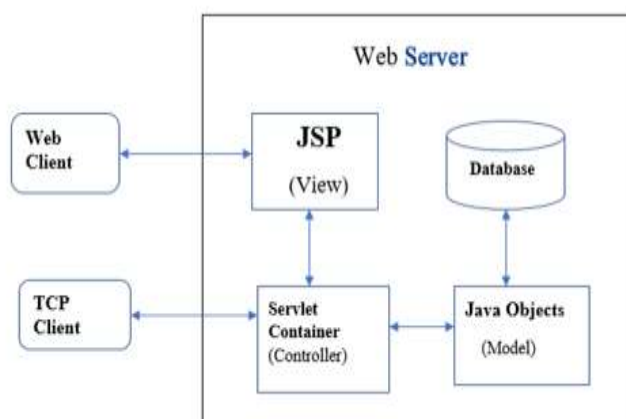 Web Server
Web
Client
JSP
(View)
Database
TCP
Client
Servlet
Container
(Controller)
Java Objects
(Model)